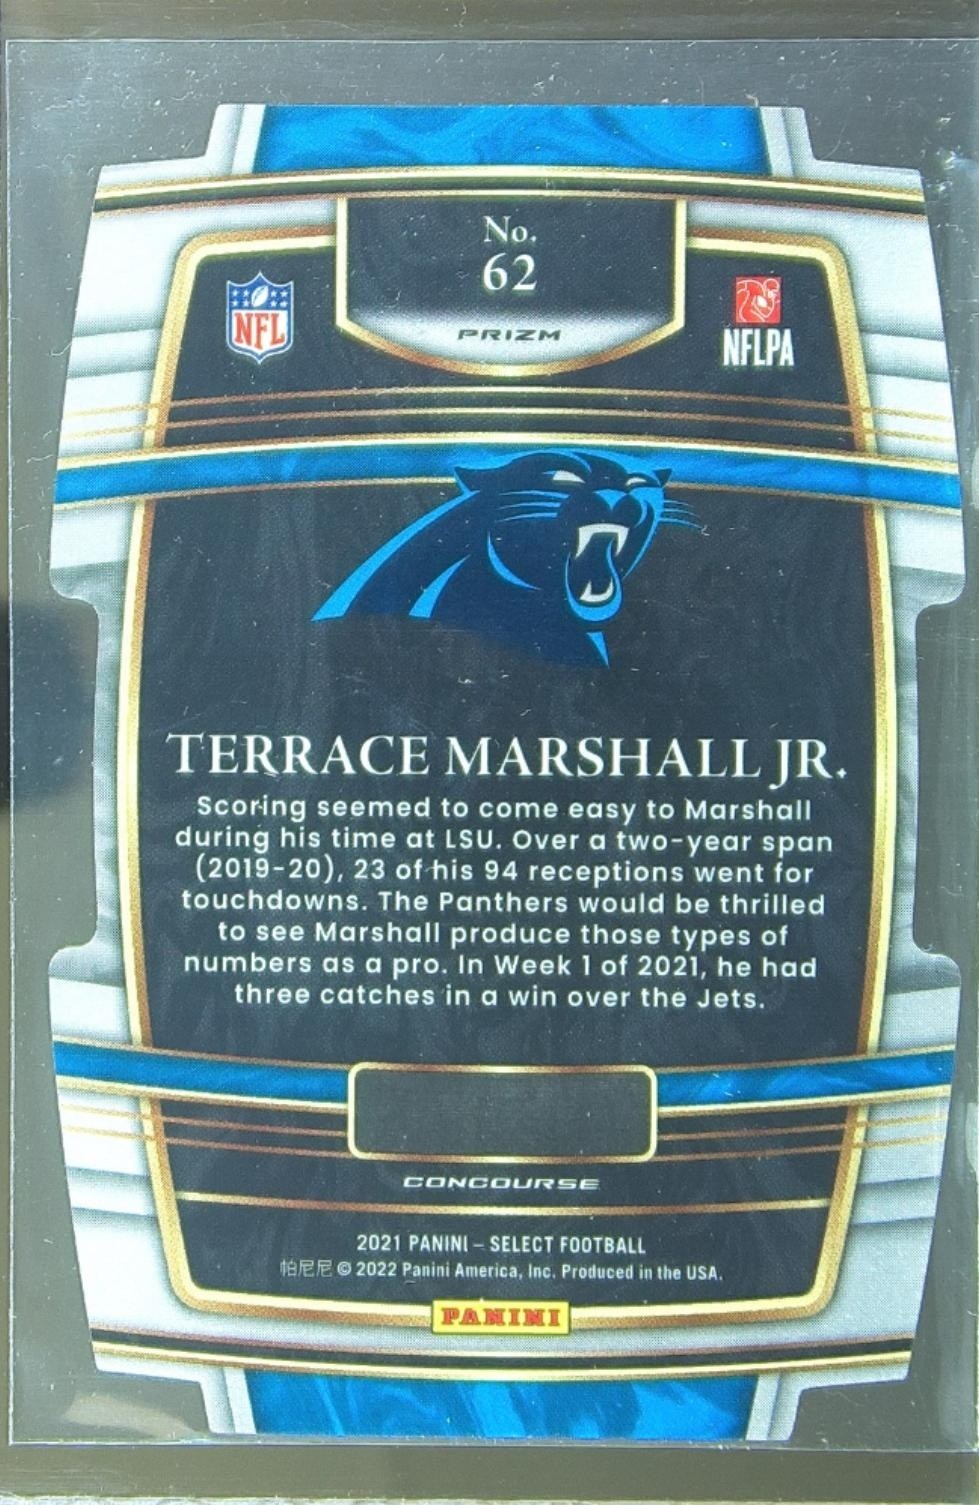 No.
62
PRIZM
NFL
NFLPA
TERRACE MARSHALL JR.
Scoring seemed to come easy to Marshall
during his time at LSU. Over a two-year span
(2019-20), 23 of his 94 receptions went for
touchdowns. The Panthers would be thrilled
to see Marshall produce those types of
numbers as a pro. In Week 1 of 2021, he had
three catches in a win over the Jets.
CONCOURSE
2021 PANINI – SELECT FOOTBALL
帕尼尼 © 2022 Panini America, Inc. Produced in the USA.
PANINI